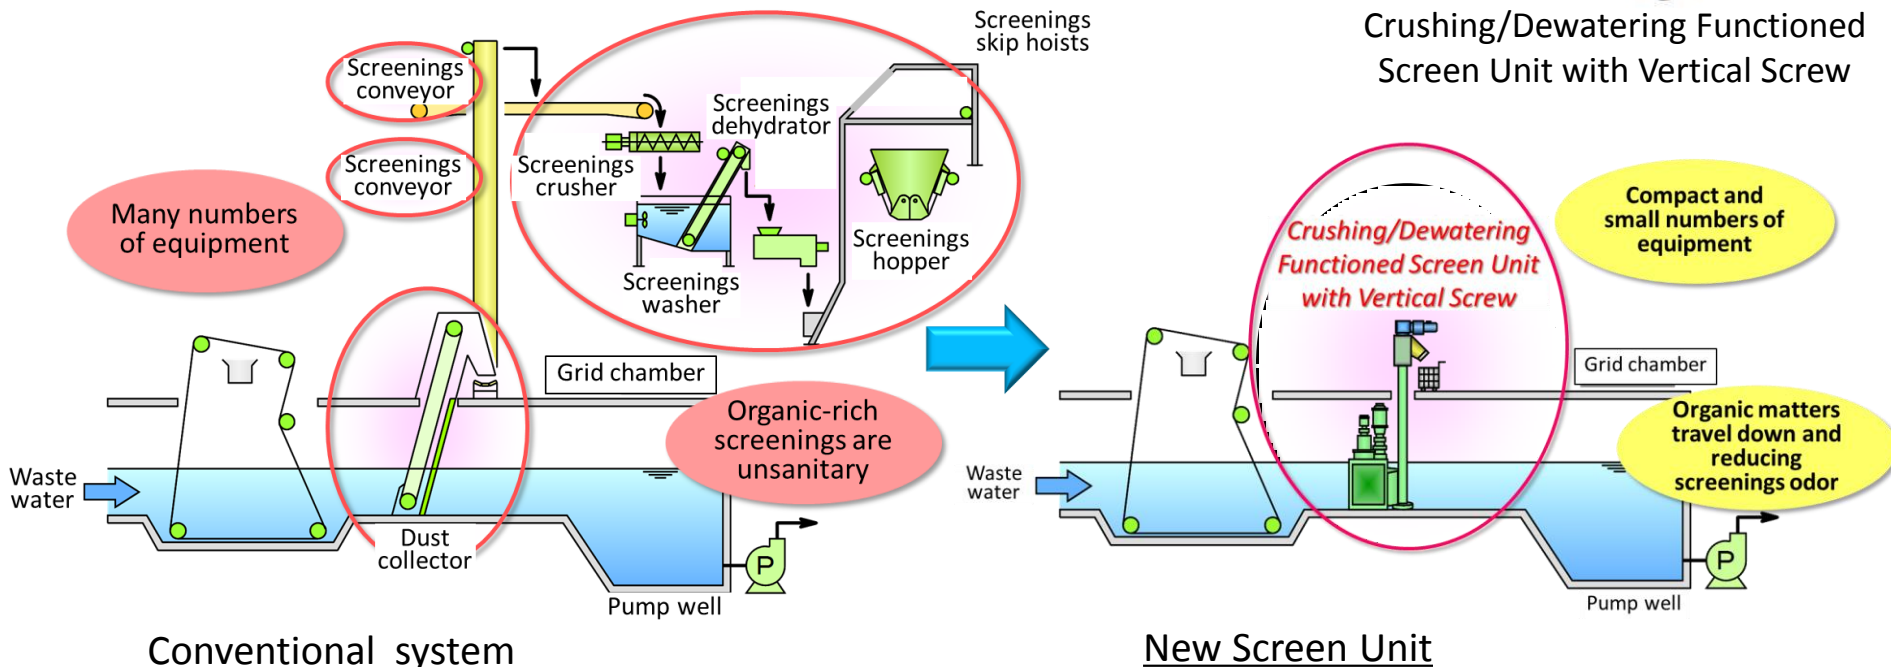 Screenings
skip hoists
Crushing/Dewatering Functioned
Screen Unit with Vertical Screw
Screenings
conveyor
Screenings
conveyor
Screenings
crusher
Screenings
dehydrator
Screenings
washer
Screenings
hopper
Many numbers
of equipment
Grid chamber
Organic-rich
screenings are
unsanitary
Waste
water
Dust
collector
P
Pump well
Conventional system
Crushing/Dewatering
Functioned Screen Unit
with Vertical Screw
Compact and
small numbers of
equipment
Grid chamber
Organic matters
travel down and
reducing
screenings odor
Waste
water
P
Pump well
New Screen Unit